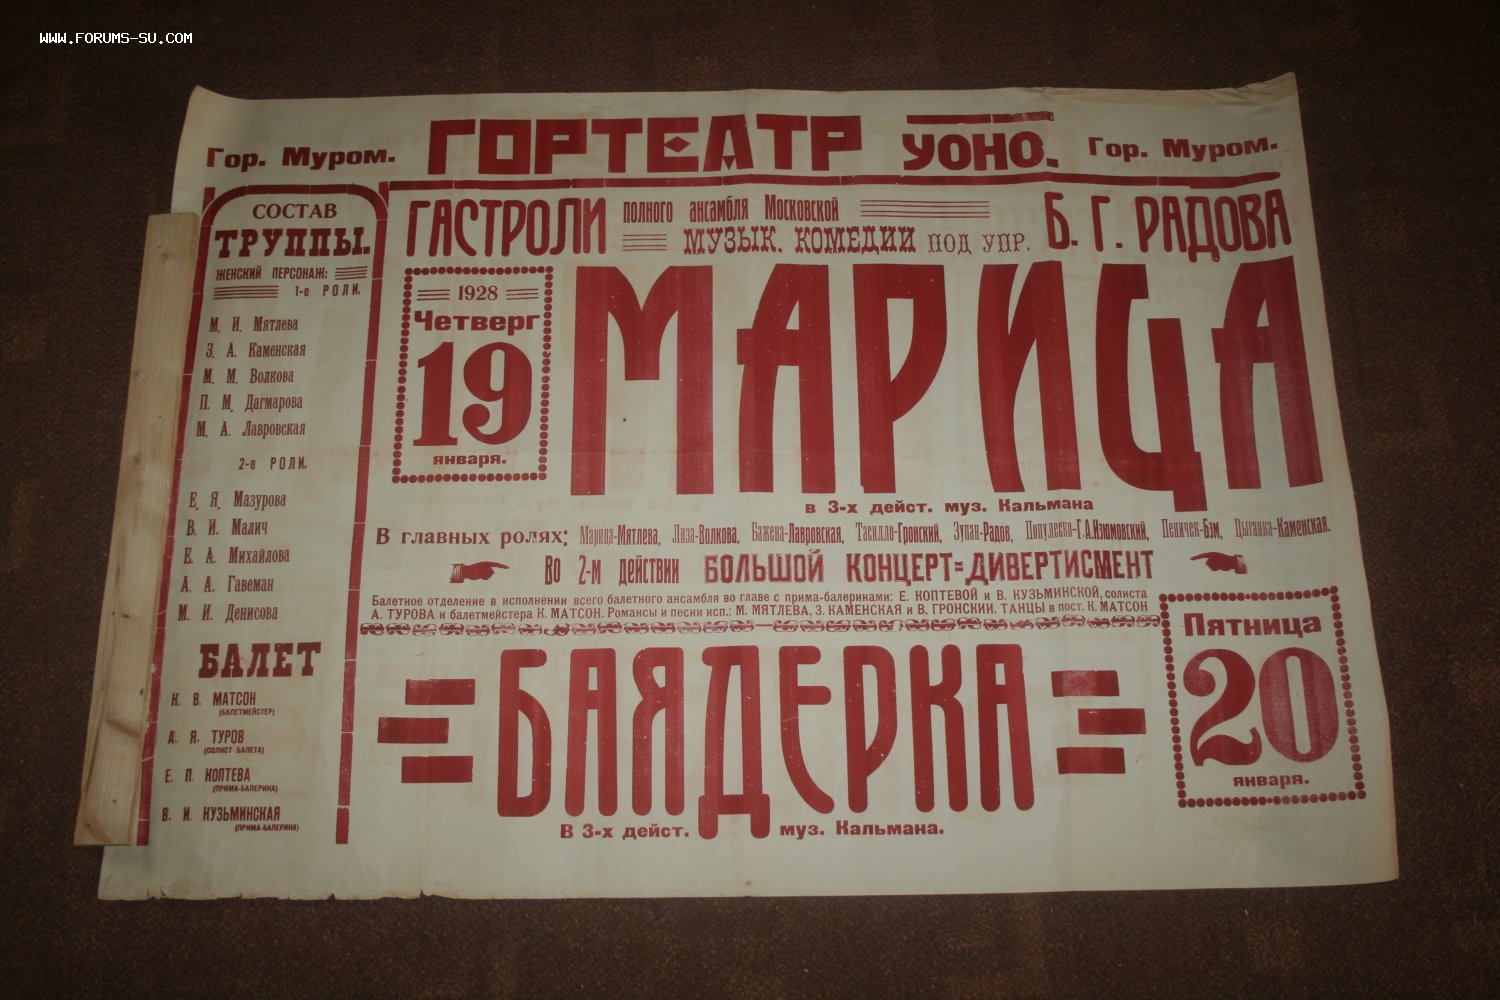 WWW.FORUMS-SU.COM
Гор. Муром. ГОРТЕАТР УОНО. Гор. Муром.
СОСТАВ
ТРУППЫ.
ЖЕНСКИЙ ПЕРСОНАЖ:
1-е РОЛИ.
М. И. Мятлева
З. А. Каменская
М. М. Волкова
П. М. Дагмарова
М. А. Лавровская
2-е РОЛИ.
Е. Я. Мазурова
В. И. Малич
Е. А. Михайлова
А. А. Гавеман
М. И. Денисова
БАЛЕТ
К. В. МАТСОН
(БАЛЕТМЕЙСТЕР)
А. Я. ТУРОВ
(СОЛИСТ БАЛЕТА)
Е. П. КОПТЕВА
(ПРИМА-БАЛЕРИНА)
В. И. КУЗЬМИНСКАЯ
(ПРИМА-БАЛЕРИНА)
ГАСТРОЛИ полного ансамбля Московской
МУЗЫК. КОМЕДИИ ПОД УПР. Б. Г. РАДОВА
1928
Четверг
19
января.
МАРИЦА
в 3-х дейст. муз. Кальмана
В главных ролях: Марица-Мятлева, Лиза-Волкова, Бажена-Лавровская, Тасилло-Гронский, Зупан-Радов, Популеско-Г.А.Изюмовский, Пеничек-Бэм, Цыганка-Каменская.
Во 2-м действии БОЛЬШОЙ КОНЦЕРТ=ДИВЕРТИСМЕНТ
Балетное отделение в исполнении всего балетного ансамбля во главе с прима-балеринами: Е. КОПТЕВОЙ и В. КУЗЬМИНСКОЙ, солиста
А. ТУРОВА и балетмейстера К. МАТСОН. Романсы и песни исп.: М. МЯТЛЕВА, З. КАМЕНСКАЯ и В. ГРОНСКИЙ. ТАНЦЫ в пост. К. МАТСОН
БАЯДЕРКА
В 3-х дейст. муз. Кальмана.
Пятница
20
января.